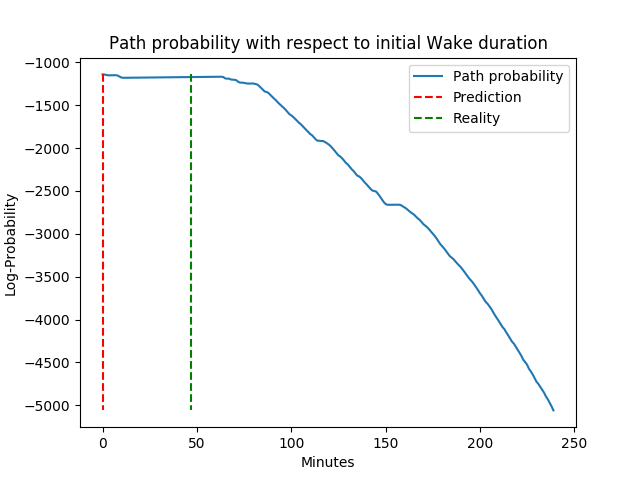 Path probability with respect to initial Wake duration
Log-Probability
−1000
−1500
−2000
−2500
−3000
−3500
−4000
−4500
−5000
Path probability
Prediction
Reality
0 50 100 150 200 250
Minutes